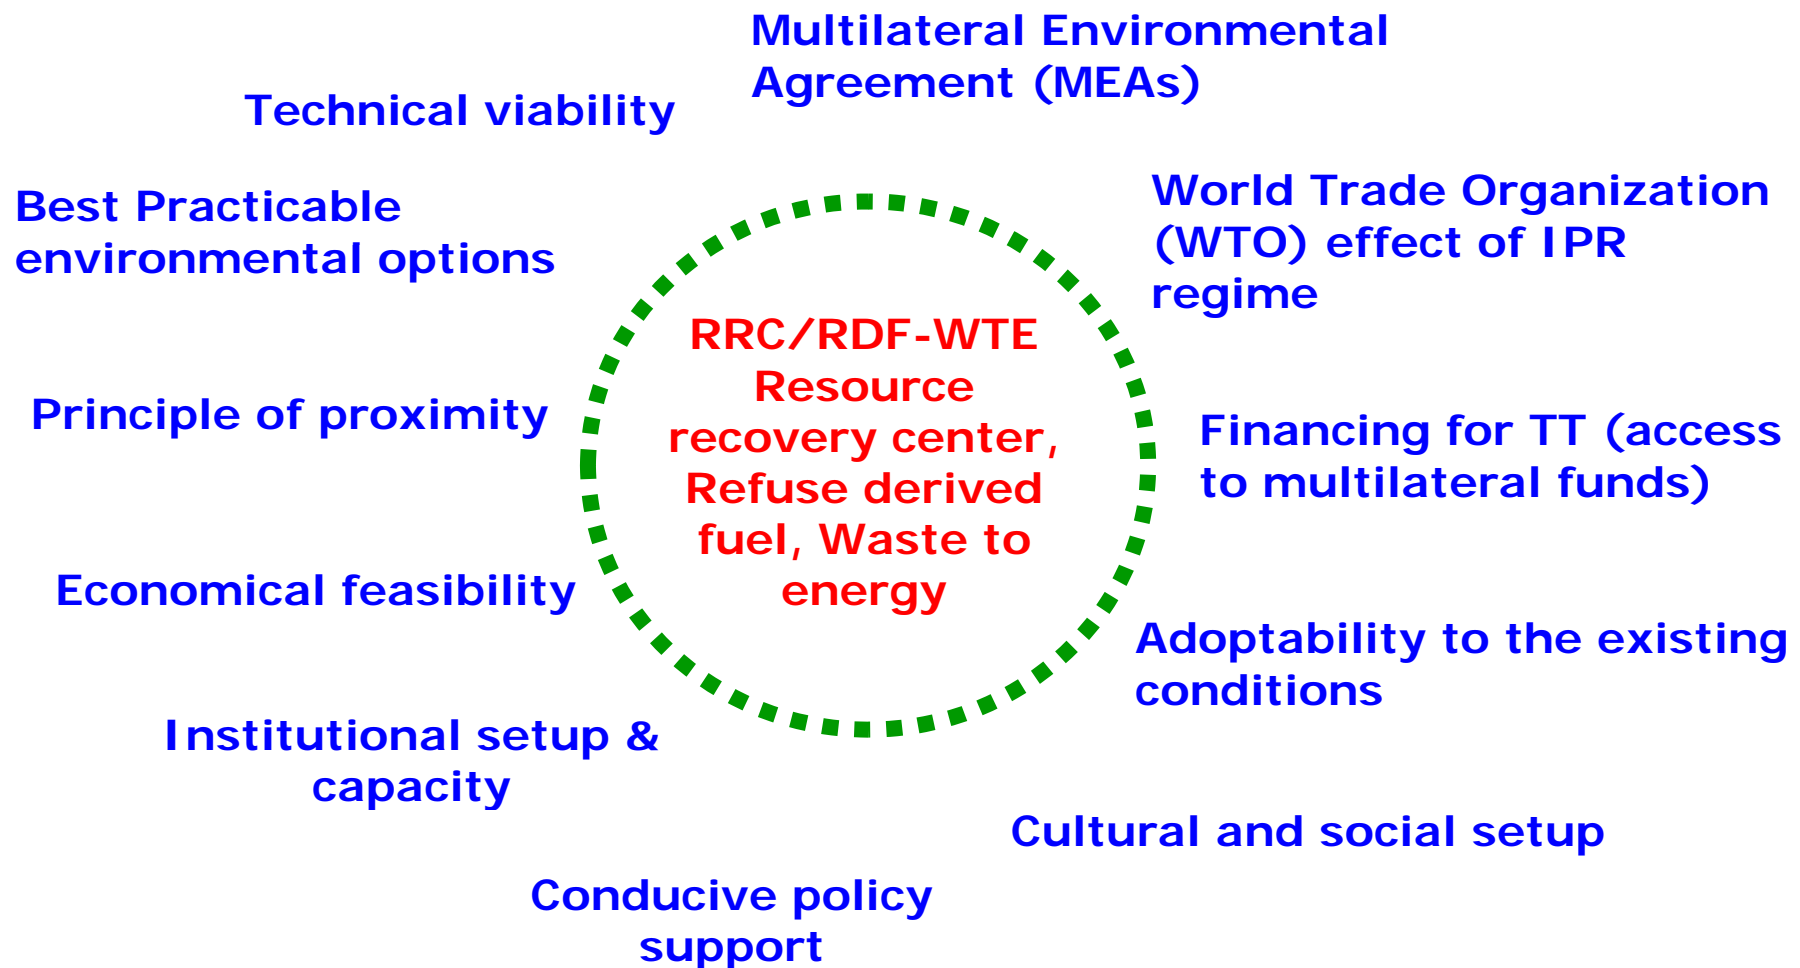 Multilateral Environmental
Agreement (MEAs)
Technical viability
World Trade Organization
(WTO) effect of IPR
regime
Best Practicable
environmental options
RRC/RDF-WTE
Resource
recovery center,
Refuse derived
fuel, Waste to
energy
Principle of proximity
Financing for TT (access
to multilateral funds)
Economical feasibility
Adoptability to the existing
conditions
Institutional setup &
capacity
Cultural and social setup
Conducive policy
support